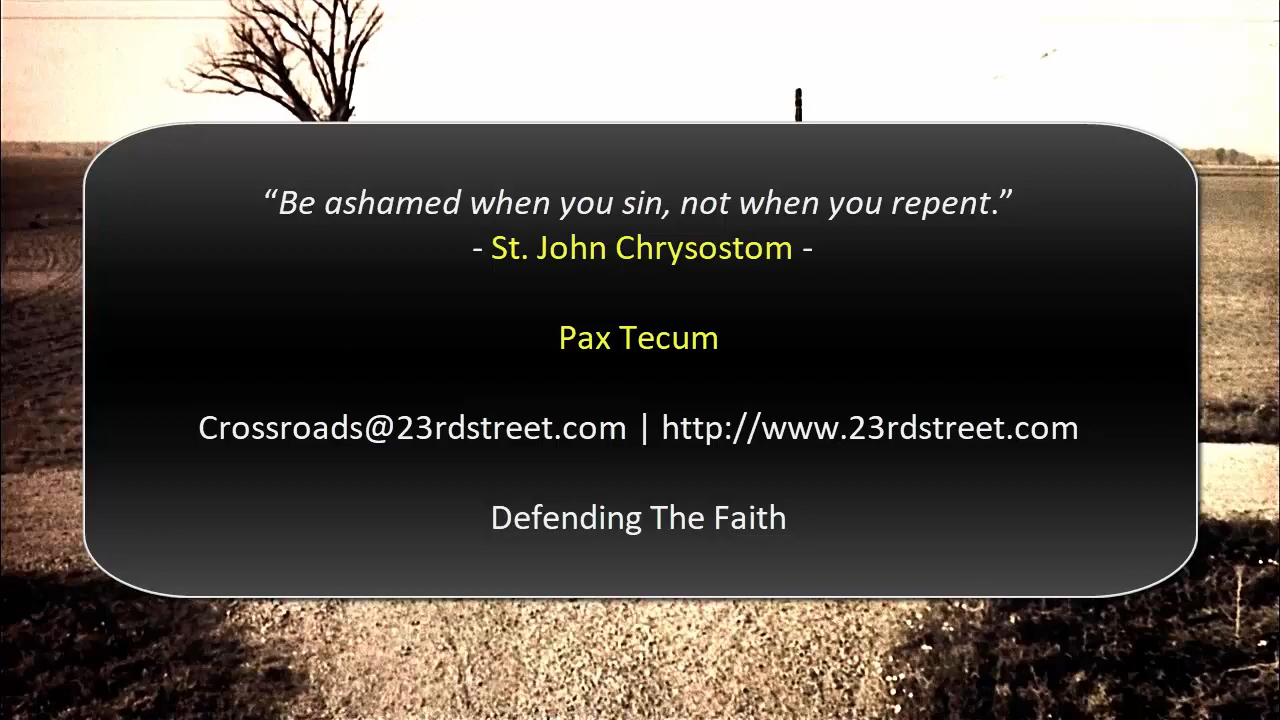 “Be ashamed when you sin, not when you repent.”
- St. John Chrysostom -
Pax Tecum
Crossroads@23rdstreet.com | http://www.23rdstreet.com
Defending The Faith